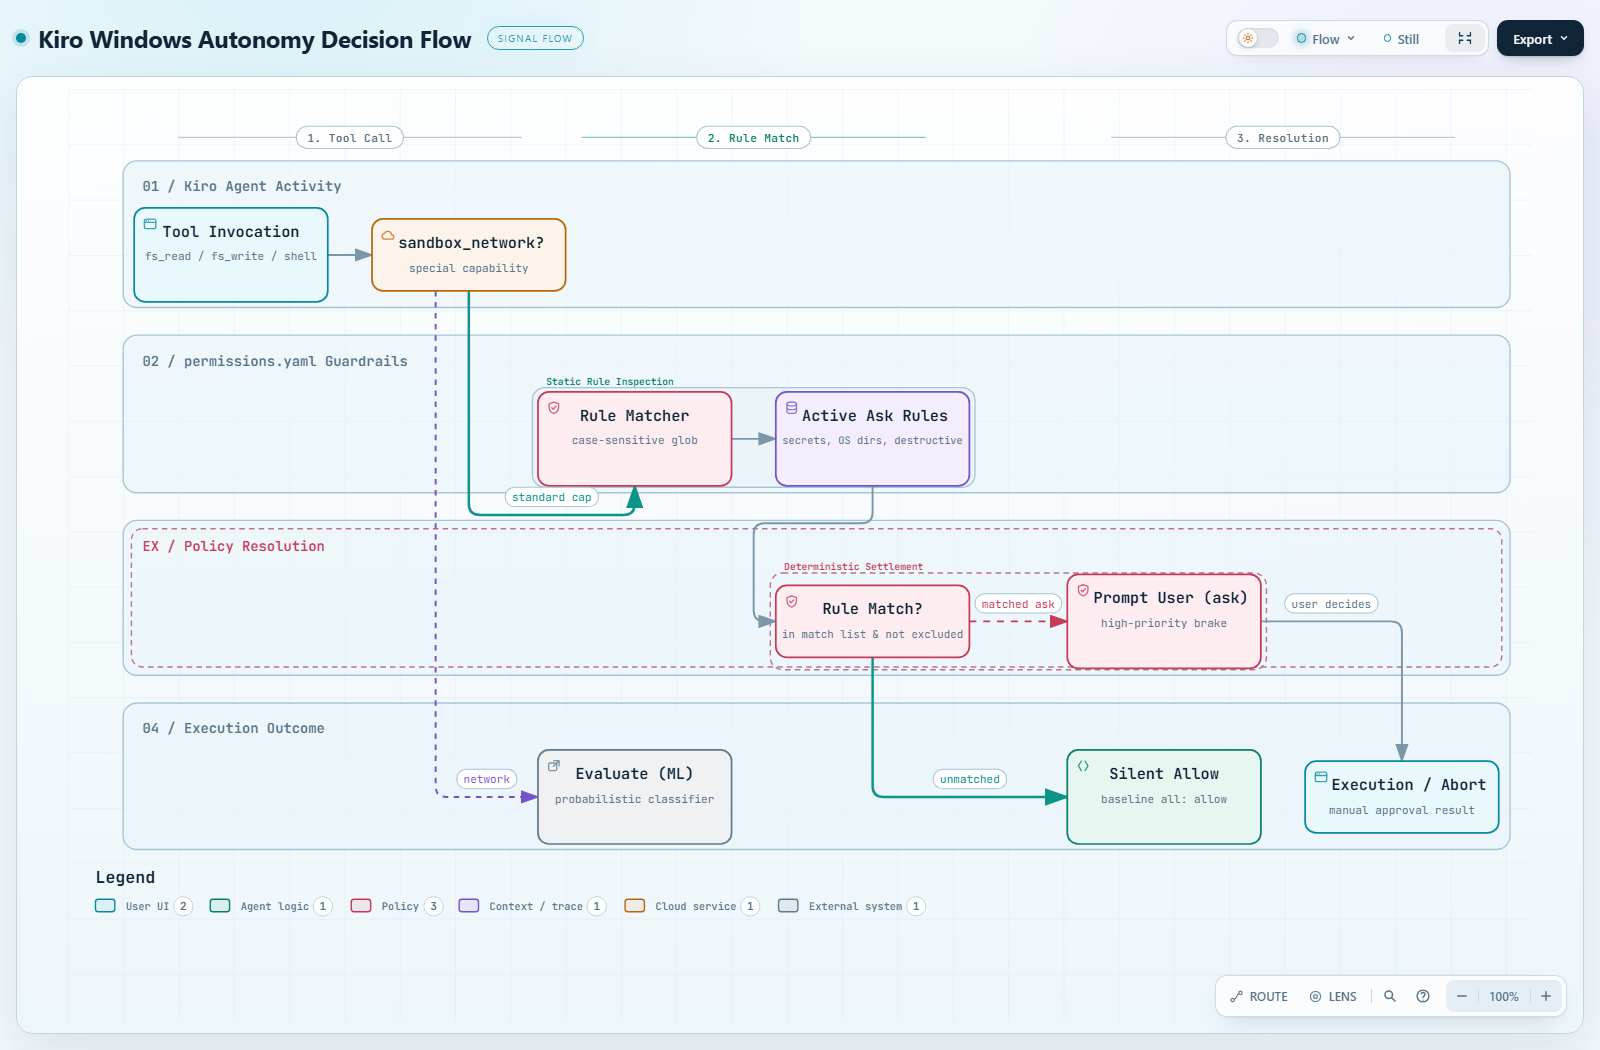 Kiro Windows Autonomy Decision Flow
SIGNAL FLOW
Flow
Still
Export
1. Tool Call
2. Rule Match
3. Resolution
01 / Kiro Agent Activity
Tool Invocation
fs_read / fs_write / shell
sandbox_network?
special capability
02 / permissions.yaml Guardrails
Static Rule Inspection
Rule Matcher
case-sensitive glob
Active Ask Rules
secrets, OS dirs, destructive
standard cap
EX / Policy Resolution
Deterministic Settlement
Rule Match?
in match list & not excluded
matched ask
Prompt User (ask)
high-priority brake
user decides
04 / Execution Outcome
network
Evaluate (ML)
probabilistic classifier
unmatched
Silent Allow
baseline all: allow
Execution / Abort
manual approval result
Legend
User UI 2
Agent logic 1
Policy 3
Context / trace 1
Cloud service 1
External system 1
ROUTE
LENS
100%